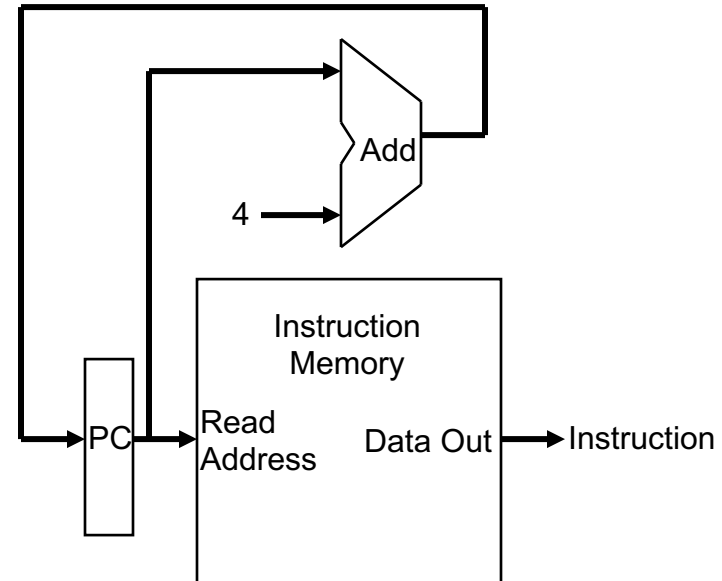 Add
4
Instruction
Memory
PC
Read
Address
Data Out
Instruction